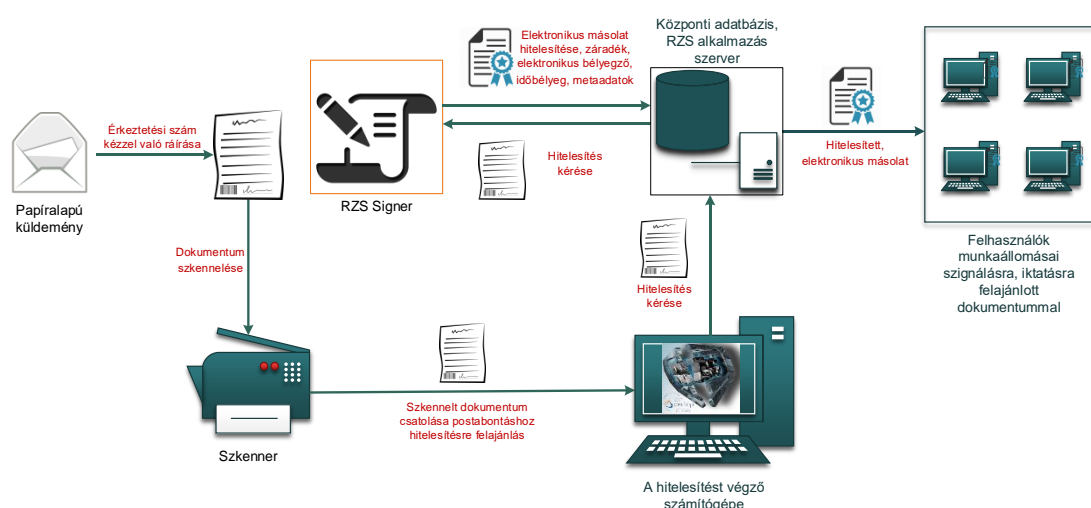 Érkeztetési szám
kézzel való ráírása
Papíralapú
küldemény
Elektronikus másolat
hitelesítése, záradék,
elektronikus bélyegző,
időbélyeg, metaadatok
Hitelesítés
kérése
RZS Signer
Központi adatbázis,
RZS alkalmazás
szerver
Hitelesített,
elektronikus másolat
Felhasználók
munkaállomásai
szignálásra, iktatásra
felajánlott
dokumentummal
Dokumentum
szkennelése
Hitelesítés
kérése
Szkennelt dokumentum
csatolása postabontáshoz
hitelesítésre felajánlás
Szkenner
A hitelesítést végző
számítógépe